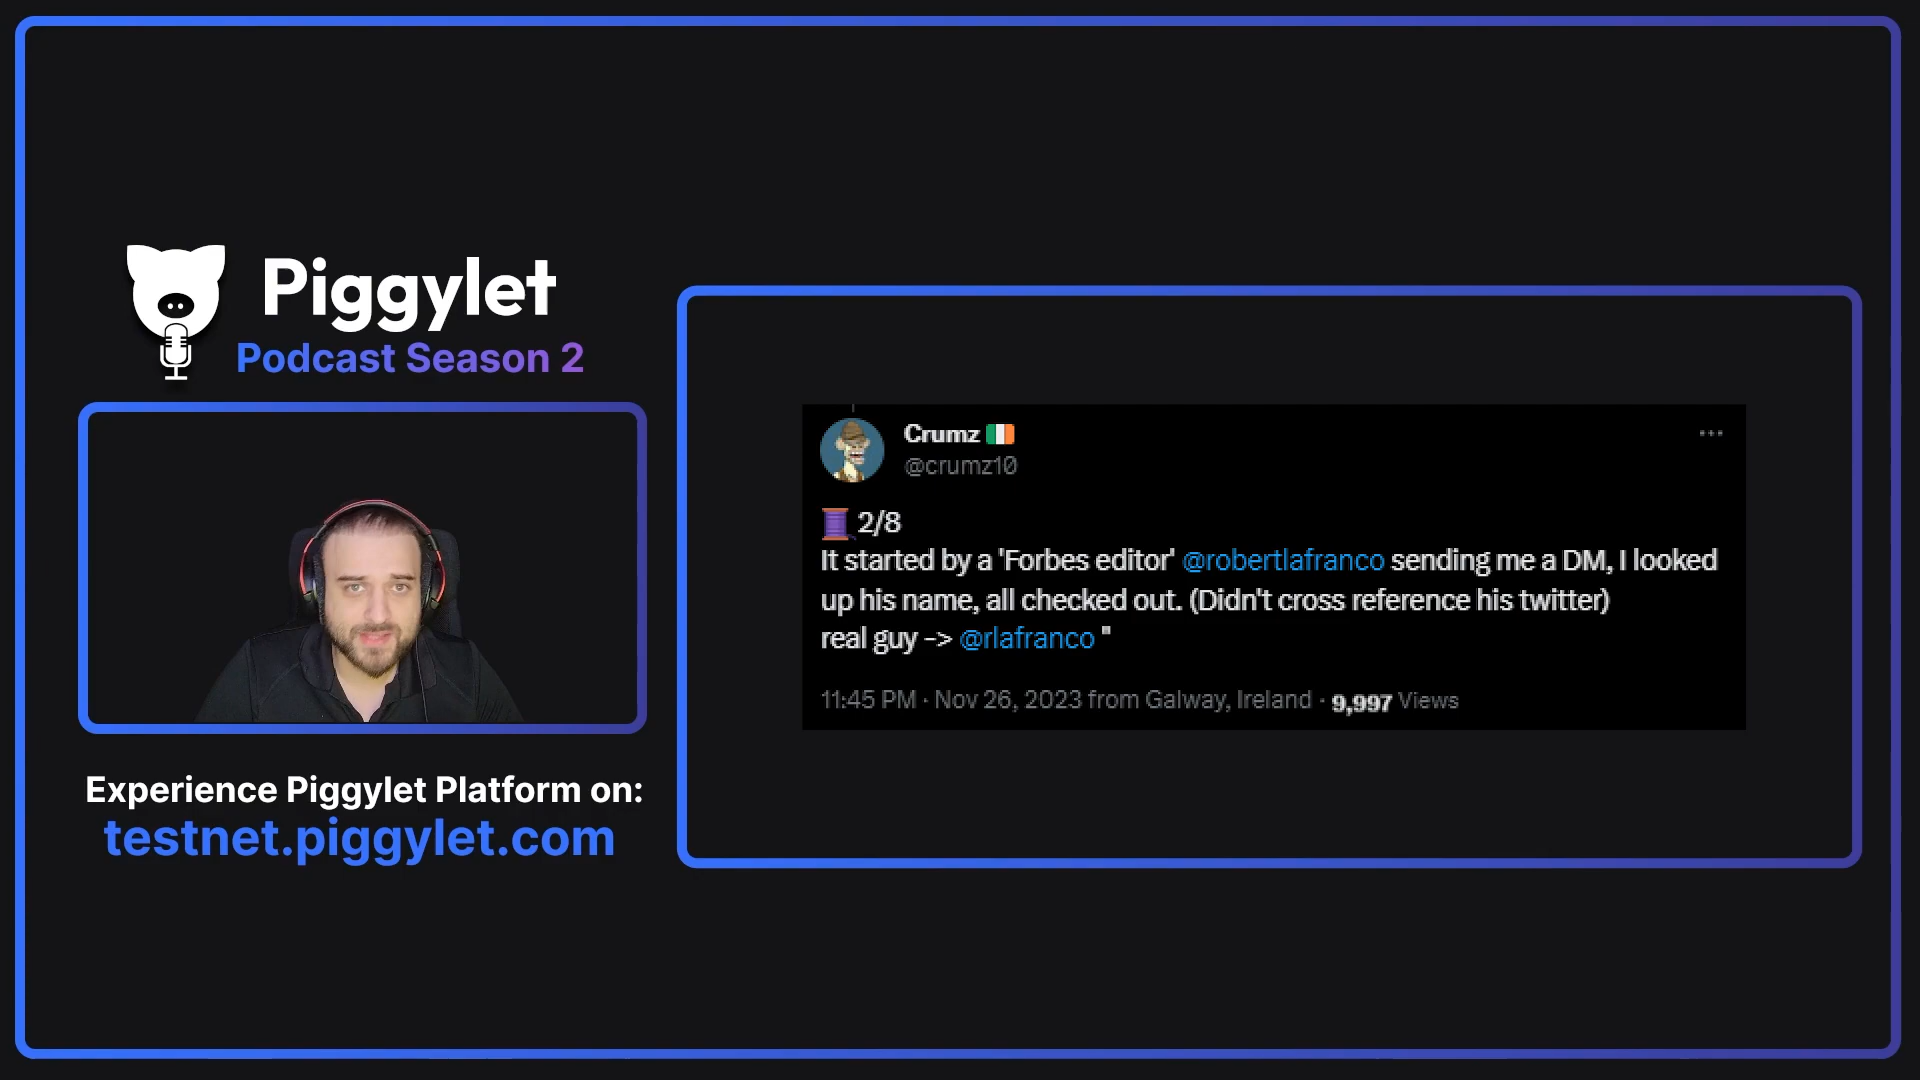 Piggylet
Podcast Season 2
Experience Piggylet Platform on:
testnet.piggylet.com
Crumz
@crumz10
2/8
It started by a 'Forbes editor' @robertlafranco sending me a DM, I looked
up his name, all checked out. (Didn't cross reference his twitter)
real guy -> @rlafranco "
11:45 PM · Nov 26, 2023 from Galway, Ireland · 9,997 Views